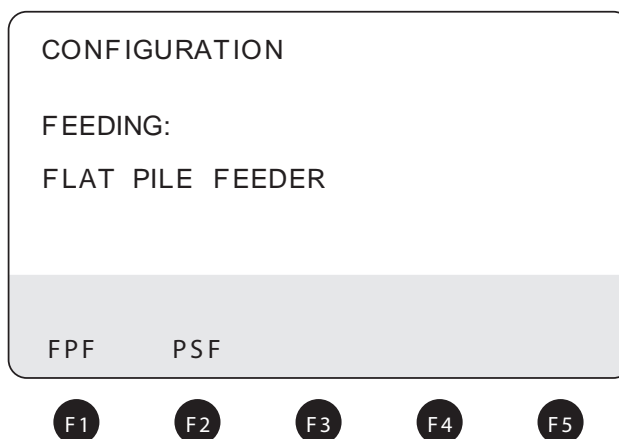 CONFIGURATION
FEEDING:
FLAT PILE FEEDER
FPF PSF
F1 F2 F3 F4 F5